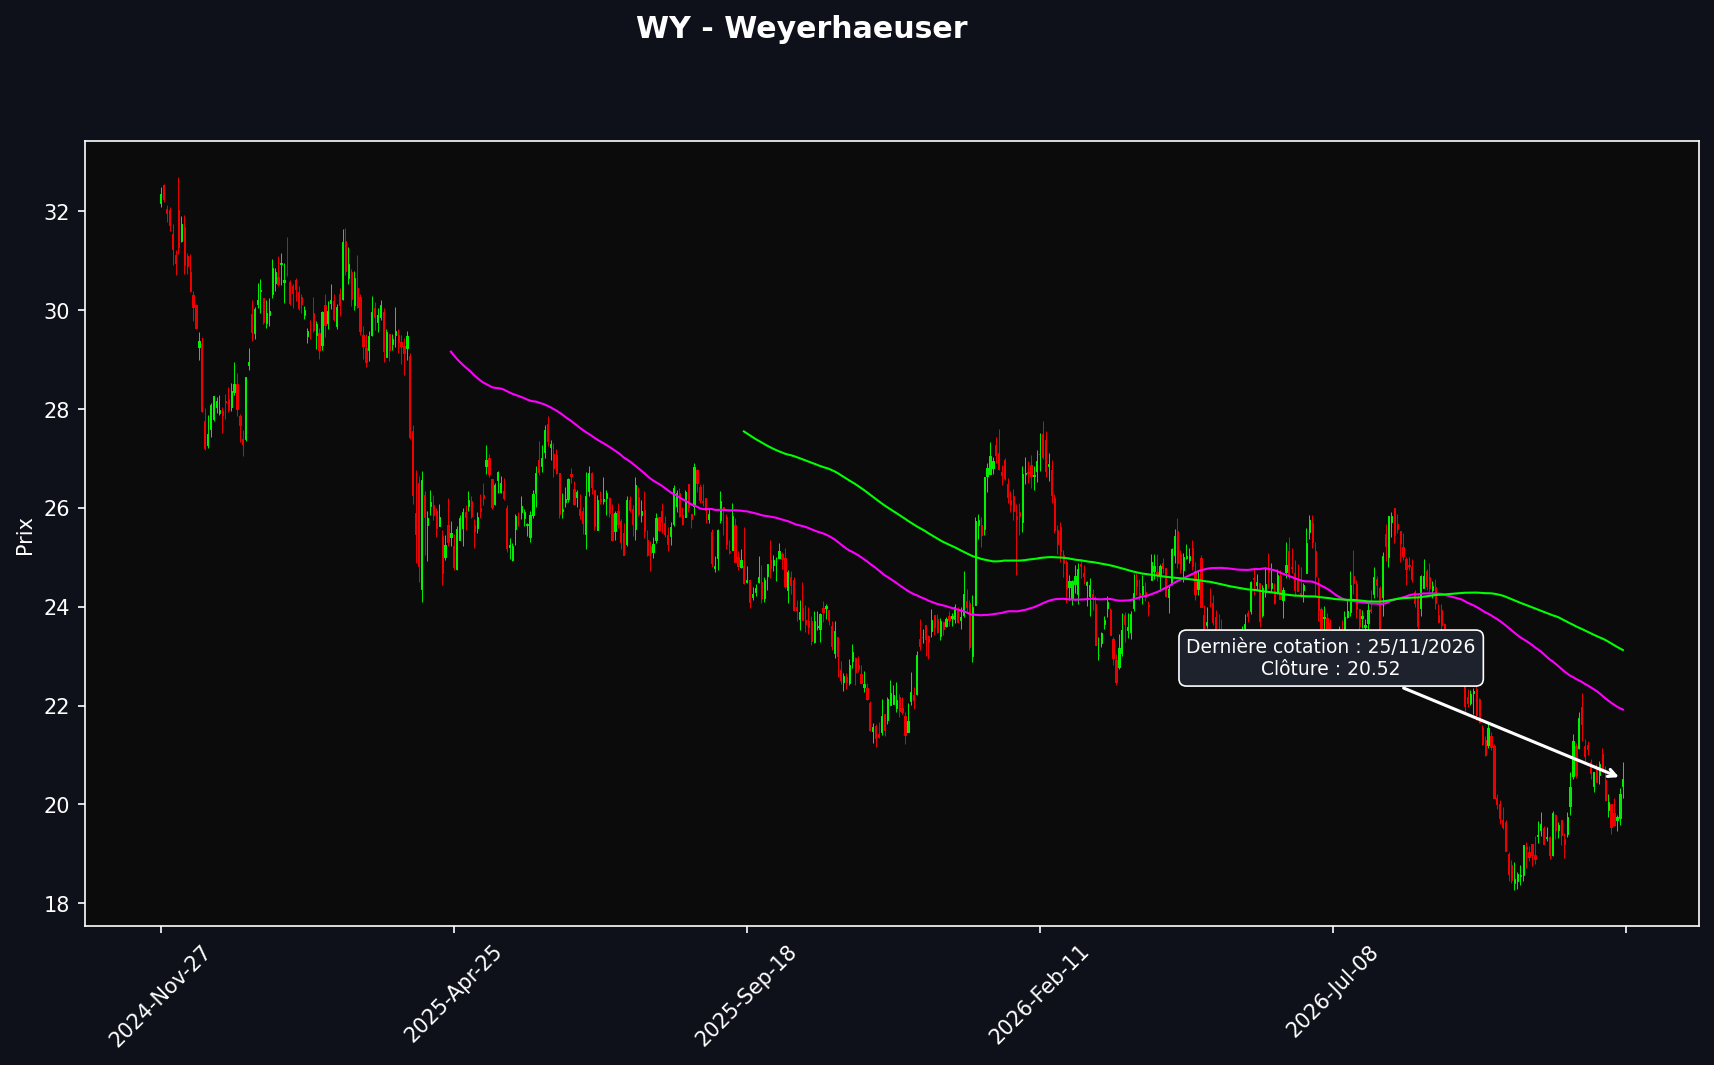 WY - Weyerhaeuser
Prix
32
30
28
26
24
22
20
18
Dernière cotation : 25/11/2026
Clôture : 20.52
2024-Nov-27
2025-Apr-25
2025-Sep-18
2026-Feb-11
2026-Jul-08